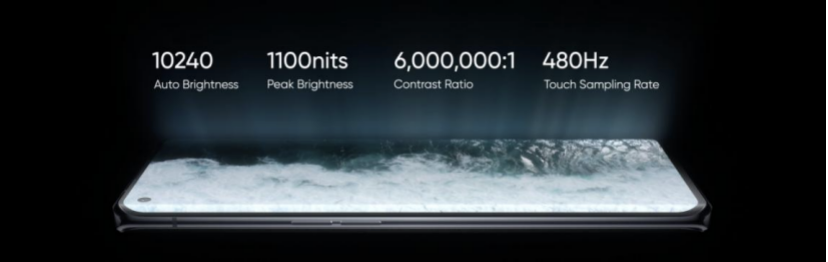 10240 1100nits 6,000,000:1 480Hz
Auto Brightness Peak Brightness Contrast Ratio Touch Sampling Rate